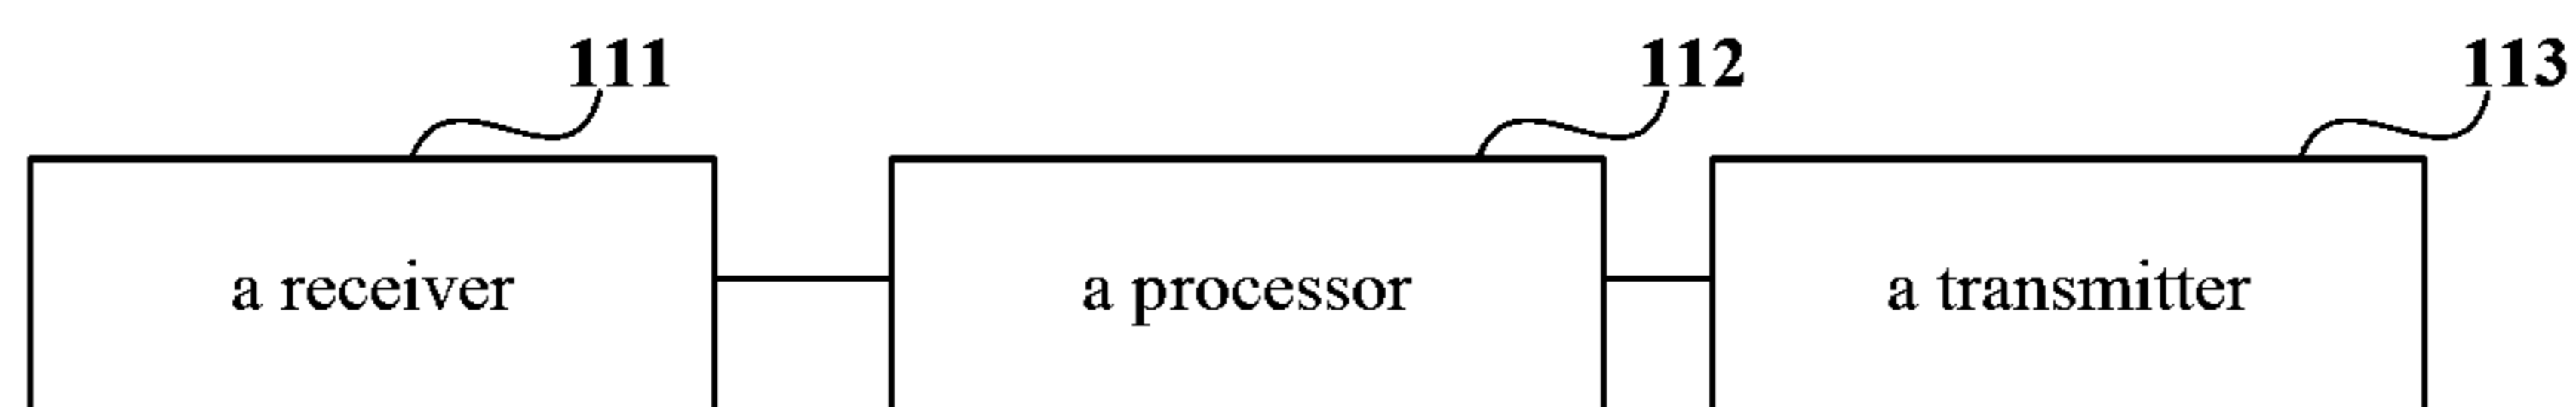 111 112 113
a receiver a processor a transmitter